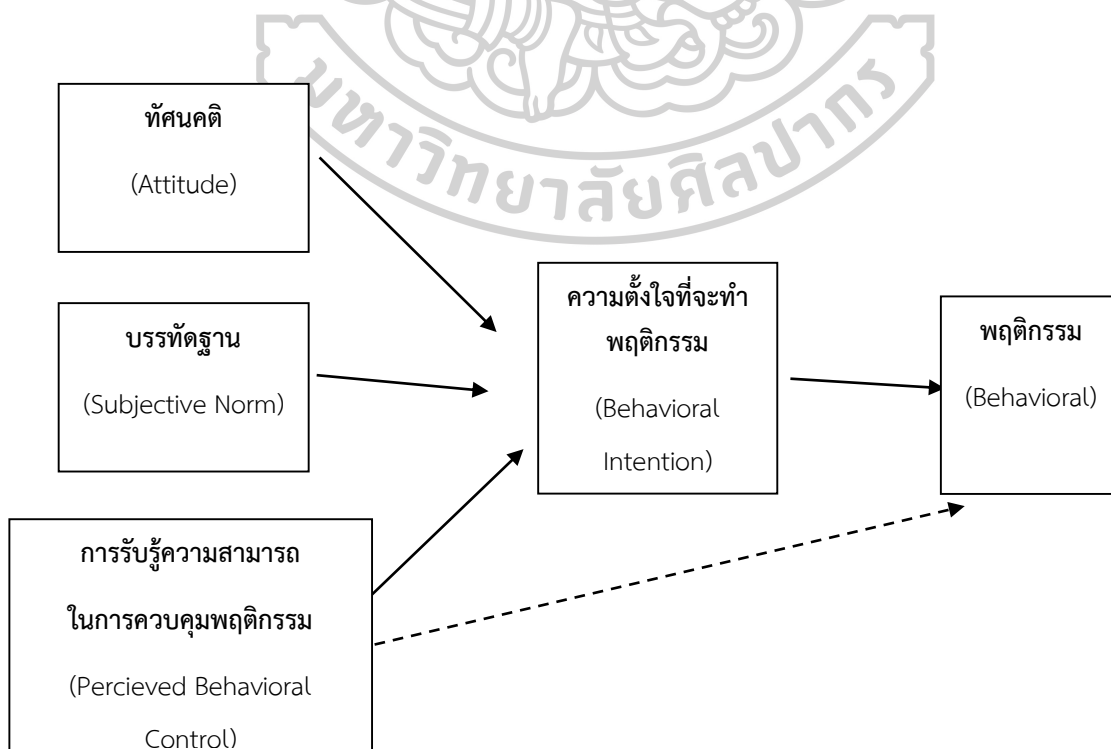 มหาวิทยาลัยศิลปากร
ทัศนคติ
(Attitude)
บรรทัดฐาน
(Subjective Norm)
การรับรู้ความสามารถ
ในการควบคุมพฤติกรรม
(Percieved Behavioral
Control)
ความตั้งใจที่จะทำ
พฤติกรรม
(Behavioral
Intention)
พฤติกรรม
(Behavioral)